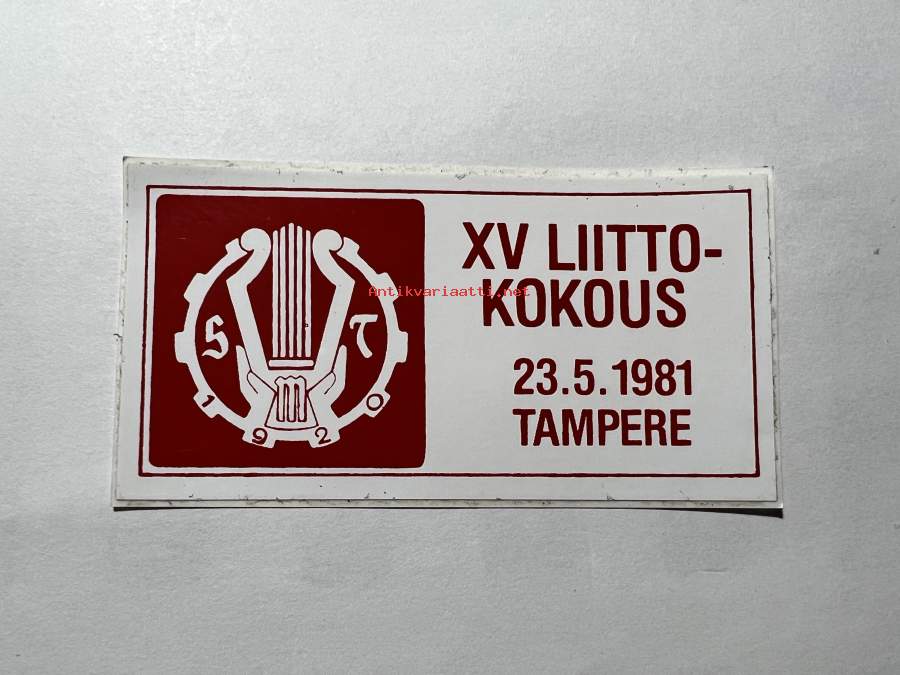 S T
1920
XV LIITTO-
KOKOUS
23.5.1981
TAMPERE
Antikvariaatti.net